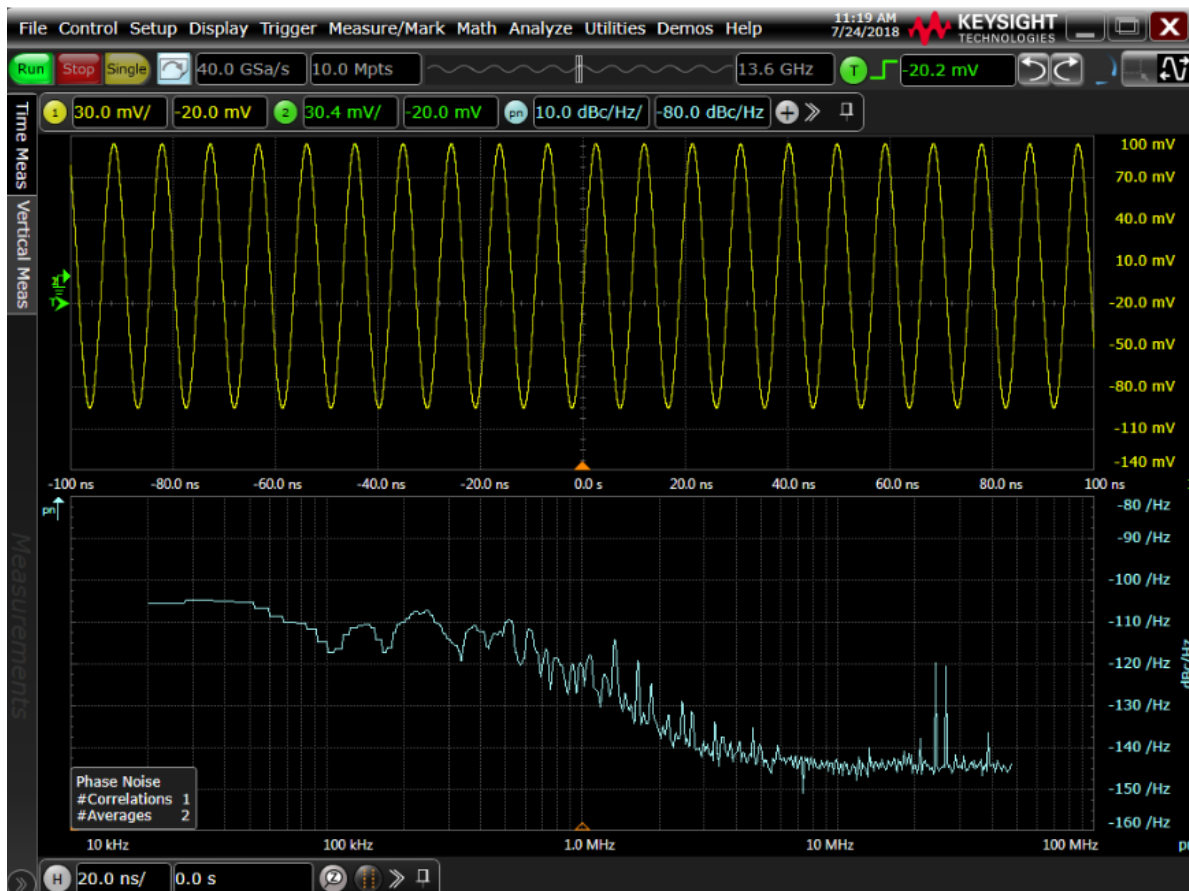 File Control Setup Display Trigger Measure/Mark Math Analyze Utilities Demos Help
11:19 AM
7/24/2018
KEYSIGHT
TECHNOLOGIES
Run Stop Single 40.0 GSa/s 10.0 Mpts 13.6 GHz T -20.2 mV
1 30.0 mV/ -20.0 mV 2 30.4 mV/ -20.0 mV pn 10.0 dBc/Hz/ -80.0 dBc/Hz
Time Meas
Vertical Meas
Measurements
100 mV
70.0 mV
40.0 mV
10.0 mV
-20.0 mV
-50.0 mV
-80.0 mV
-110 mV
-140 mV
2
T
-100 ns -80.0 ns -60.0 ns -40.0 ns -20.0 ns 0.0 s 20.0 ns 40.0 ns 60.0 ns 80.0 ns 100 ns
pn
-80 /Hz
-90 /Hz
-100 /Hz
-110 /Hz
-120 /Hz
-130 /Hz
-140 /Hz
-150 /Hz
-160 /Hz
dBc/Hz
Phase Noise
#Correlations 1
#Averages 2
10 kHz 100 kHz 1.0 MHz 10 MHz 100 MHz
H 20.0 ns/ 0.0 s